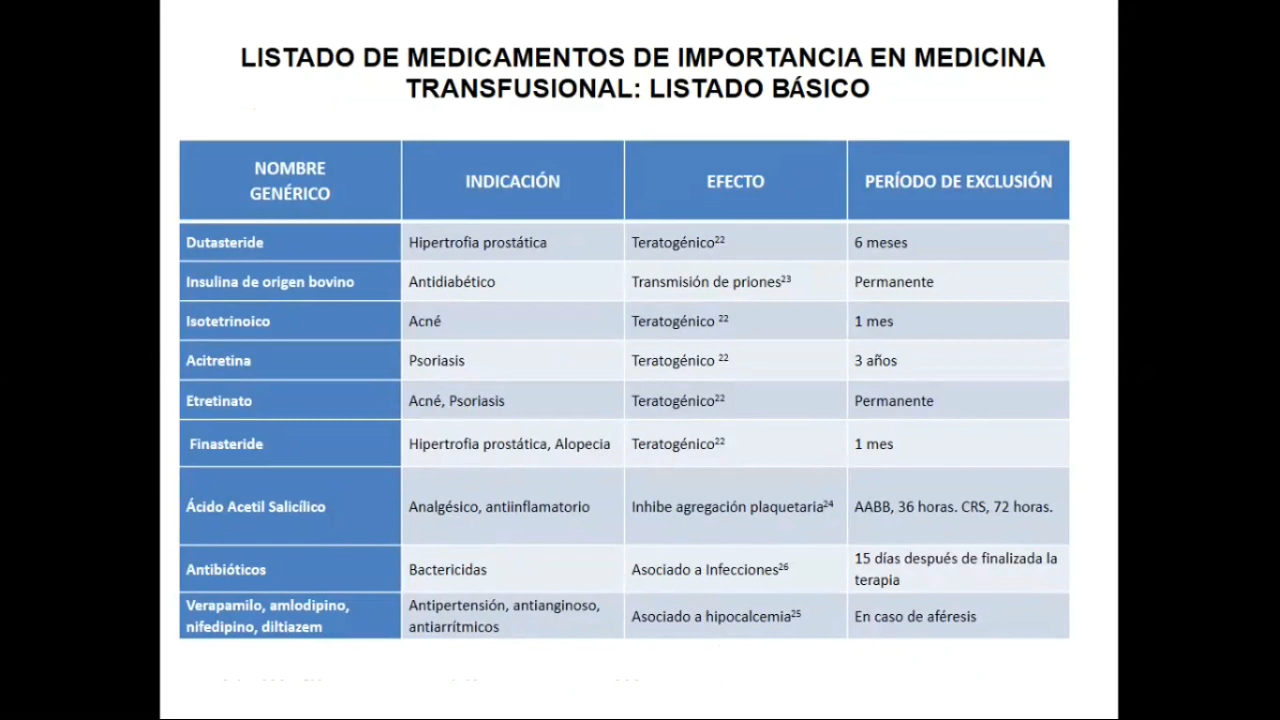 LISTADO DE MEDICAMENTOS DE IMPORTANCIA EN MEDICINA
TRANSFUSIONAL: LISTADO BÁSICO
NOMBRE
GENÉRICO
INDICACIÓN
EFECTO
PERÍODO DE EXCLUSIÓN
Dutasteride
Hipertrofia prostática
Teratogénico²²
6 meses
Insulina de origen bovino
Antidiabético
Transmisión de priones²³
Permanente
Isotetrinoico
Acné
Teratogénico ²²
1 mes
Acitretina
Psoriasis
Teratogénico ²²
3 años
Etretinato
Acné, Psoriasis
Teratogénico²²
Permanente
Finasteride
Hipertrofia prostática, Alopecia
Teratogénico²²
1 mes
Ácido Acetil Salicílico
Analgésico, antiinflamatorio
Inhibe agregación plaquetaria²⁴
AABB, 36 horas. CRS, 72 horas.
Antibióticos
Bactericidas
Asociado a Infecciones²⁶
15 días después de finalizada la
terapia
Verapamilo, amlodipino,
nifedipino, diltiazem
Antipertensión, antianginoso,
antiarrítmicos
Asociado a hipocalcemia²⁵
En caso de aféresis